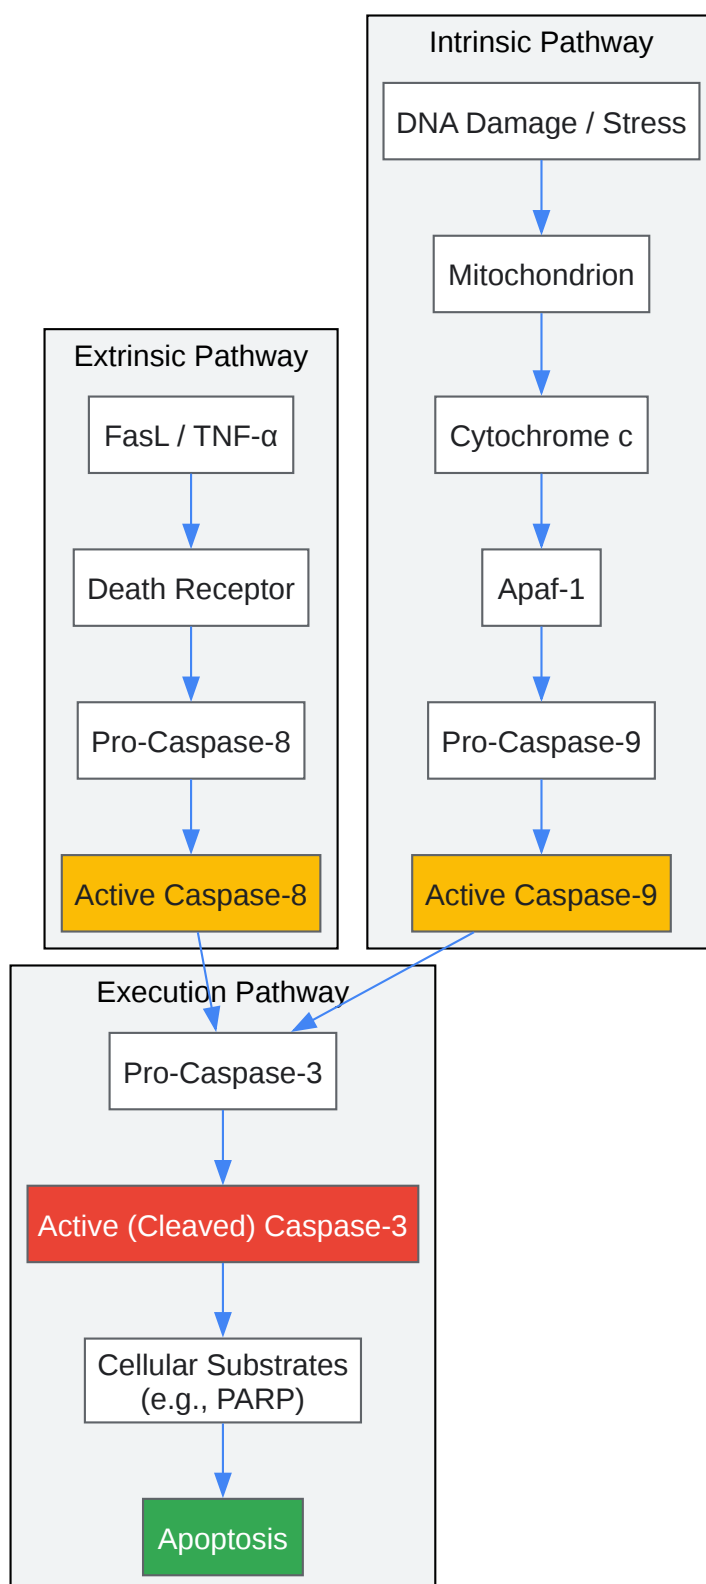 Intrinsic Pathway
DNA Damage / Stress
Mitochondrion
Cytochrome c
Apaf-1
Pro-Caspase-9
Active Caspase-9
Extrinsic Pathway
FasL / TNF-α
Death Receptor
Pro-Caspase-8
Active Caspase-8
Execution Pathway
Pro-Caspase-3
Active (Cleaved) Caspase-3
Cellular Substrates
(e.g., PARP)
Apoptosis